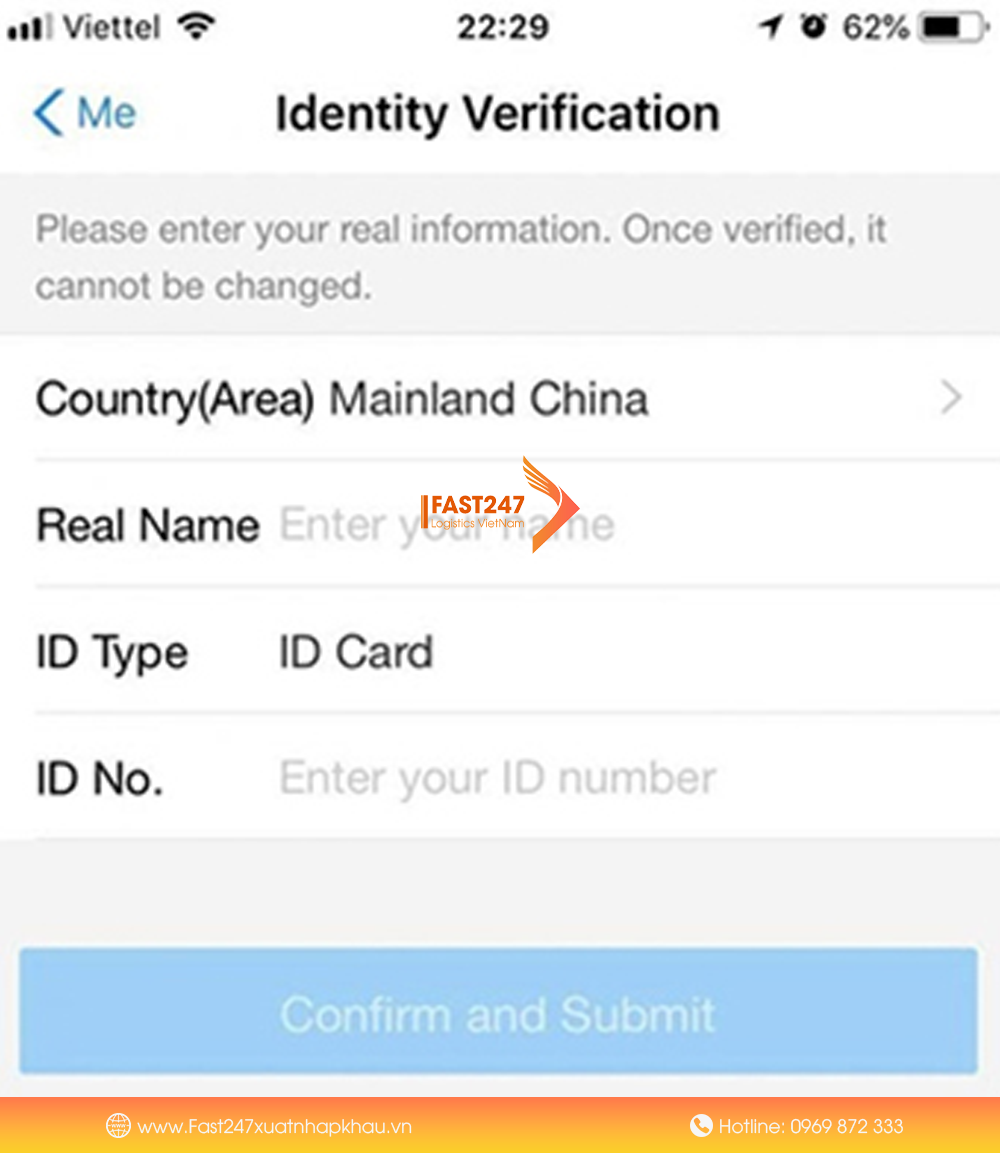 Viettel 22:29 62%
Me Identity Verification
Please enter your real information. Once verified, it
cannot be changed.
Country(Area) Mainland China
FAST247
Logistics VietNam
Real Name Enter your name
ID Type ID Card
ID No. Enter your ID number
Confirm and Submit
www.Fast247xuatnhapkhau.vn Hotline: 0969 872 333